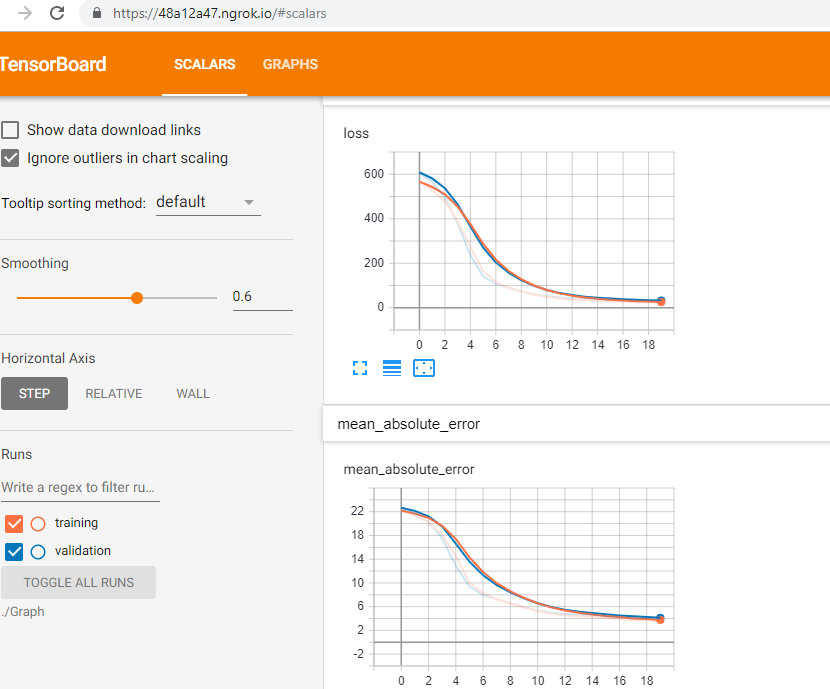 https://48a12a47.ngrok.io/#scalars
TensorBoard
SCALARS
GRAPHS
Show data download links
Ignore outliers in chart scaling
Tooltip sorting method: default
Smoothing
0.6
Horizontal Axis
STEP
RELATIVE
WALL
Runs
Write a regex to filter ru...
training
validation
TOGGLE ALL RUNS
./Graph
loss
600
400
200
0
0 2 4 6 8 10 12 14 16 18
mean_absolute_error
mean_absolute_error
22
18
14
10
6
2
-2
0 2 4 6 8 10 12 14 16 18